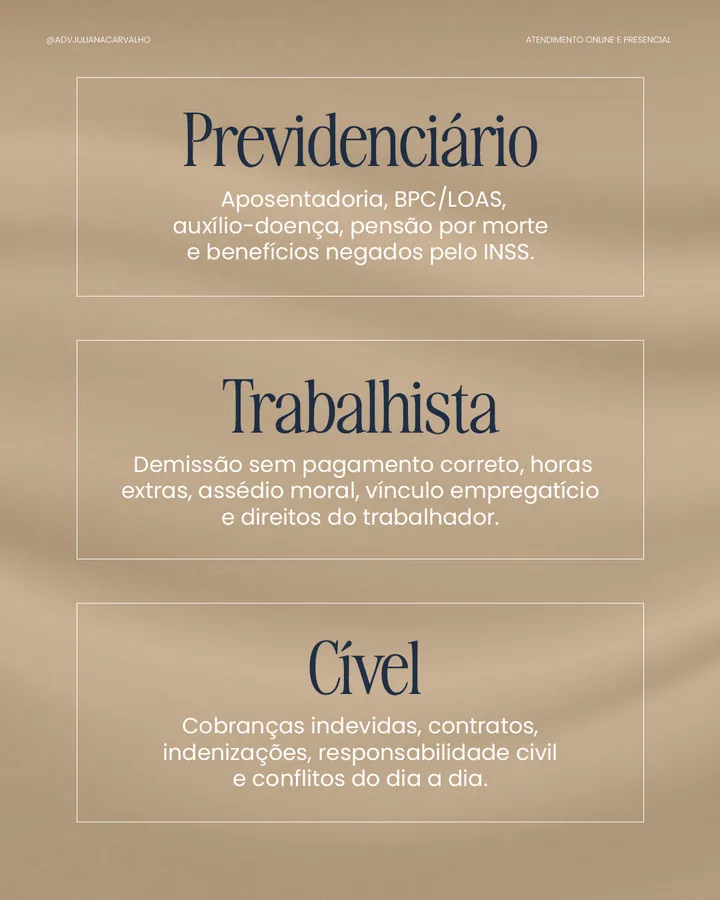 @ADVJULIANACARVALHO
ATENDIMENTO ONLINE E PRESENCIAL
Previdenciário
Aposentadoria, BPC/LOAS,
auxílio-doença, pensão por morte
e benefícios negados pelo INSS.
Trabalhista
Demissão sem pagamento correto, horas
extras, assédio moral, vínculo empregatício
e direitos do trabalhador.
Cível
Cobranças indevidas, contratos,
indenizações, responsabilidade civil
e conflitos do dia a dia.